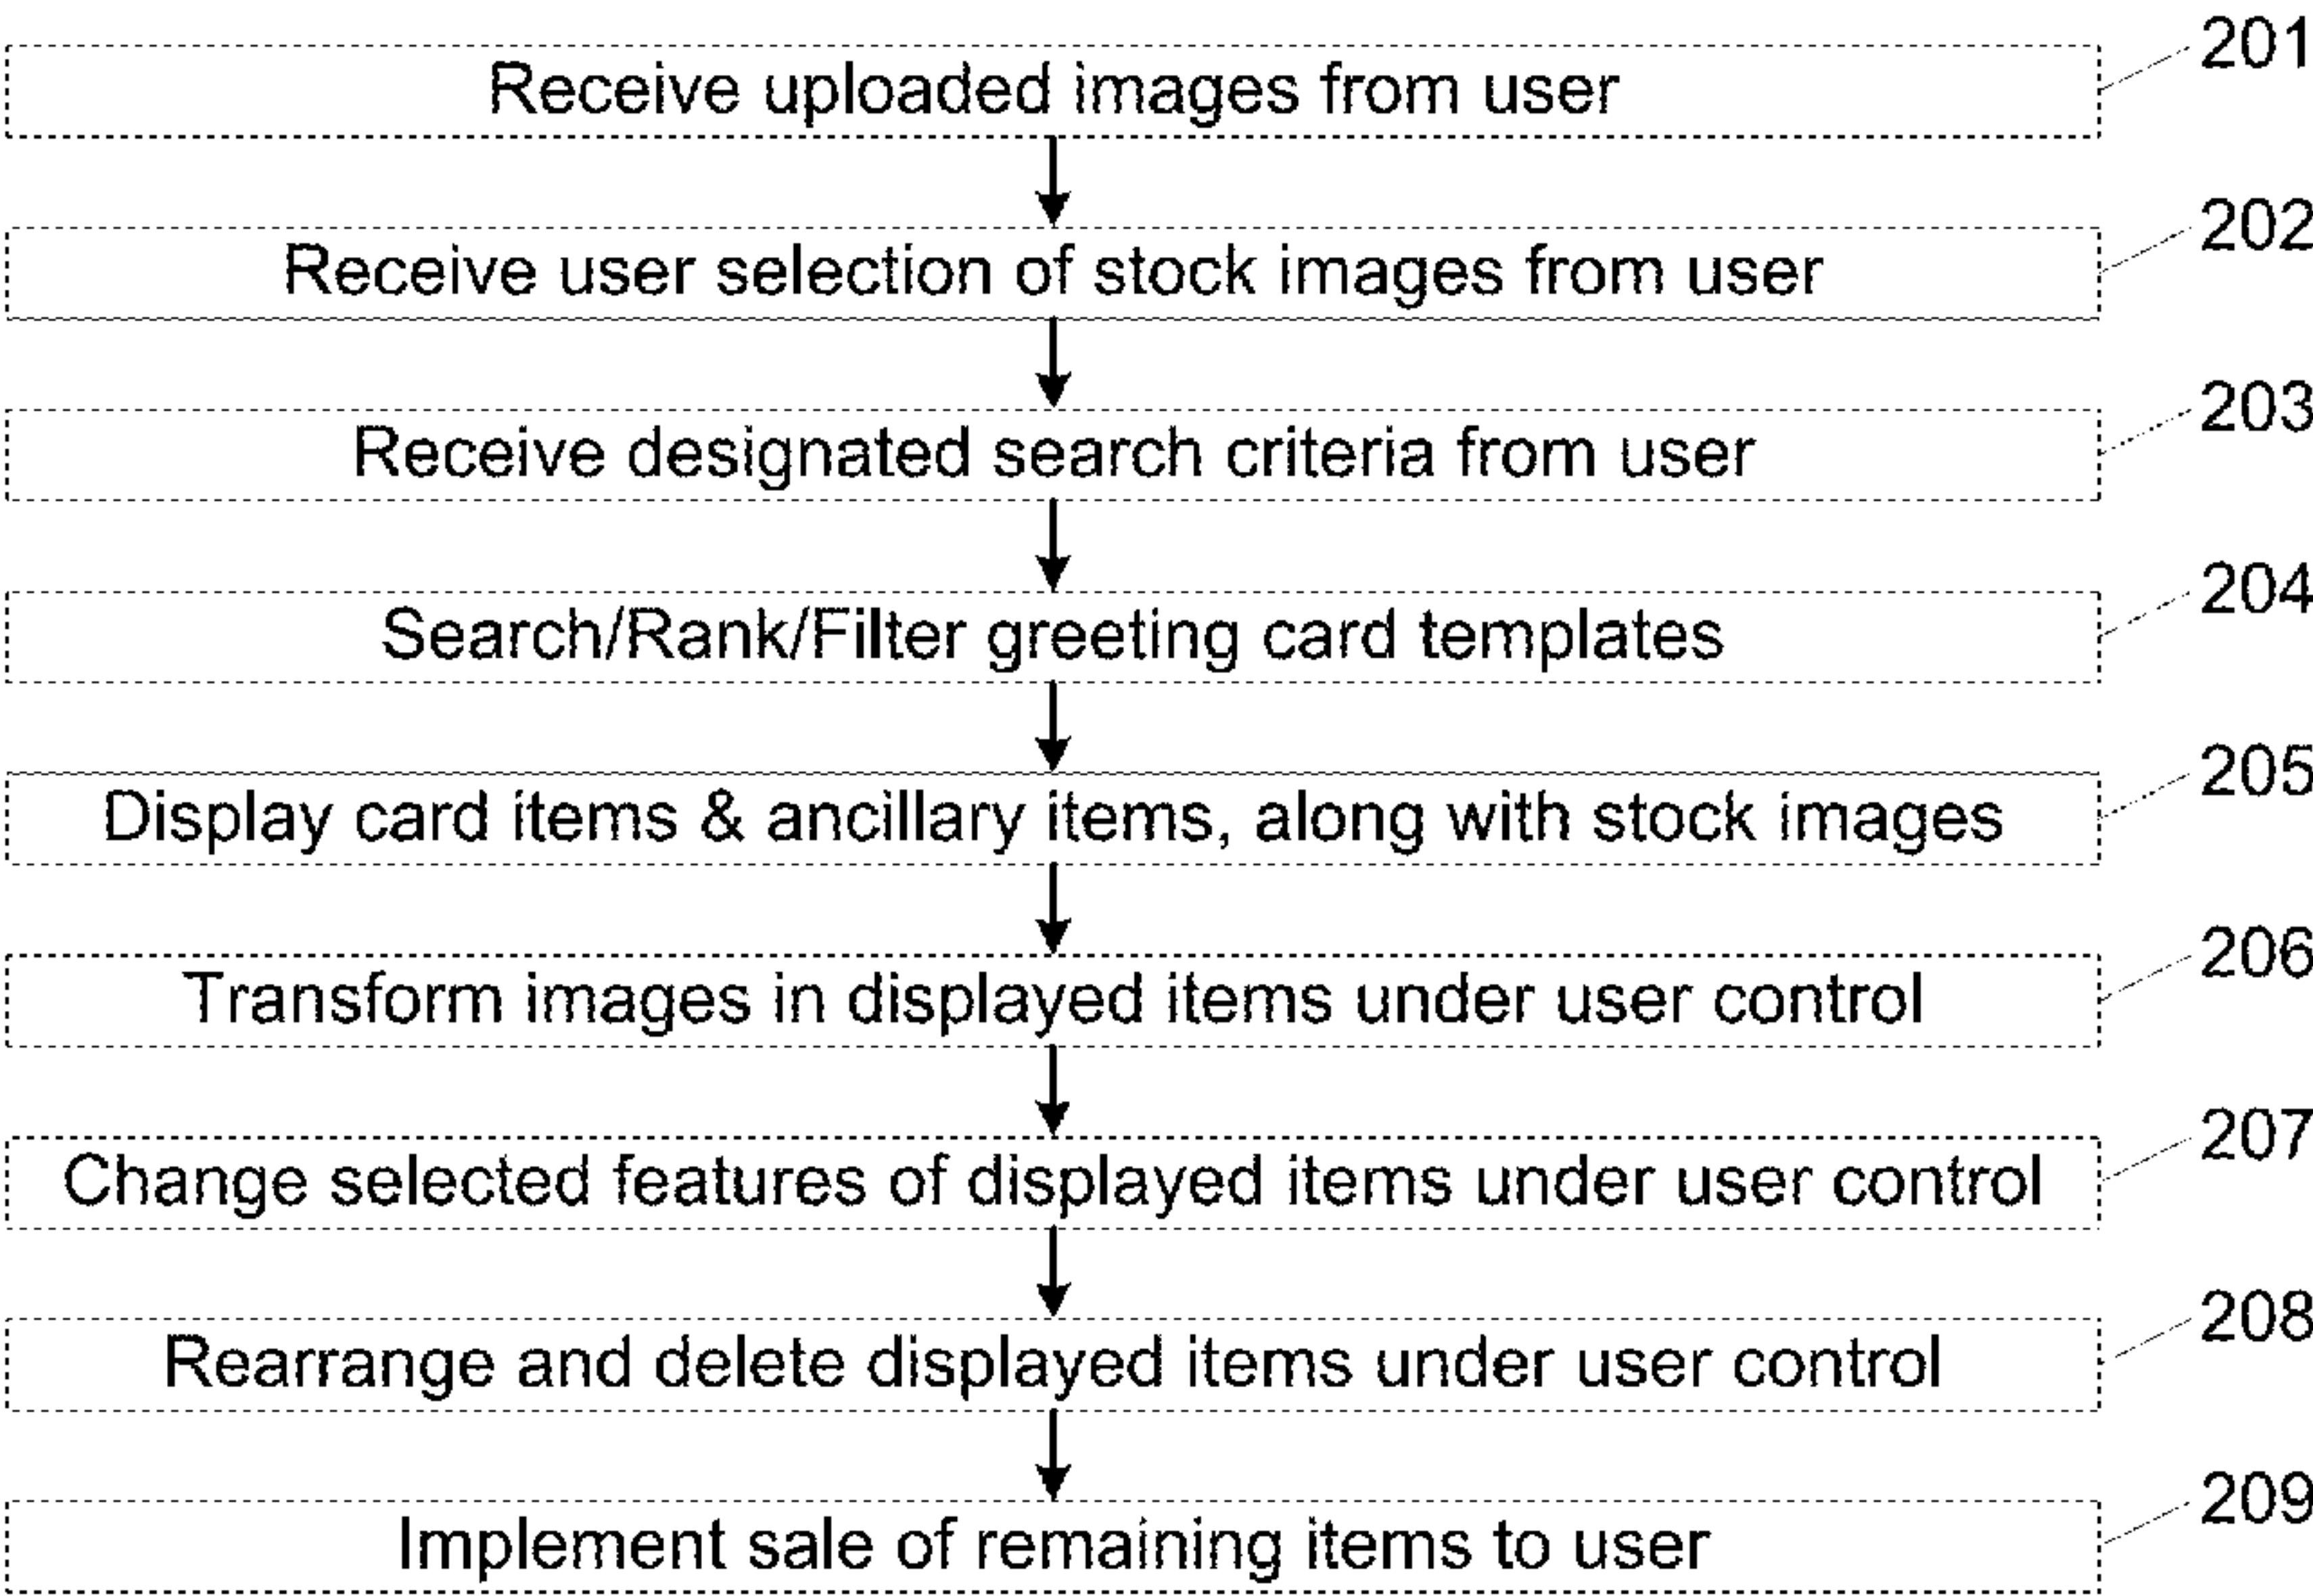 201
Receive uploaded images from user
202
Receive user selection of stock images from user
203
Receive designated search criteria from user
204
Search/Rank/Filter greeting card templates
205
Display card items & ancillary items, along with stock images
206
Transform images in displayed items under user control
207
Change selected features of displayed items under user control
208
Rearrange and delete displayed items under user control
209
Implement sale of remaining items to user